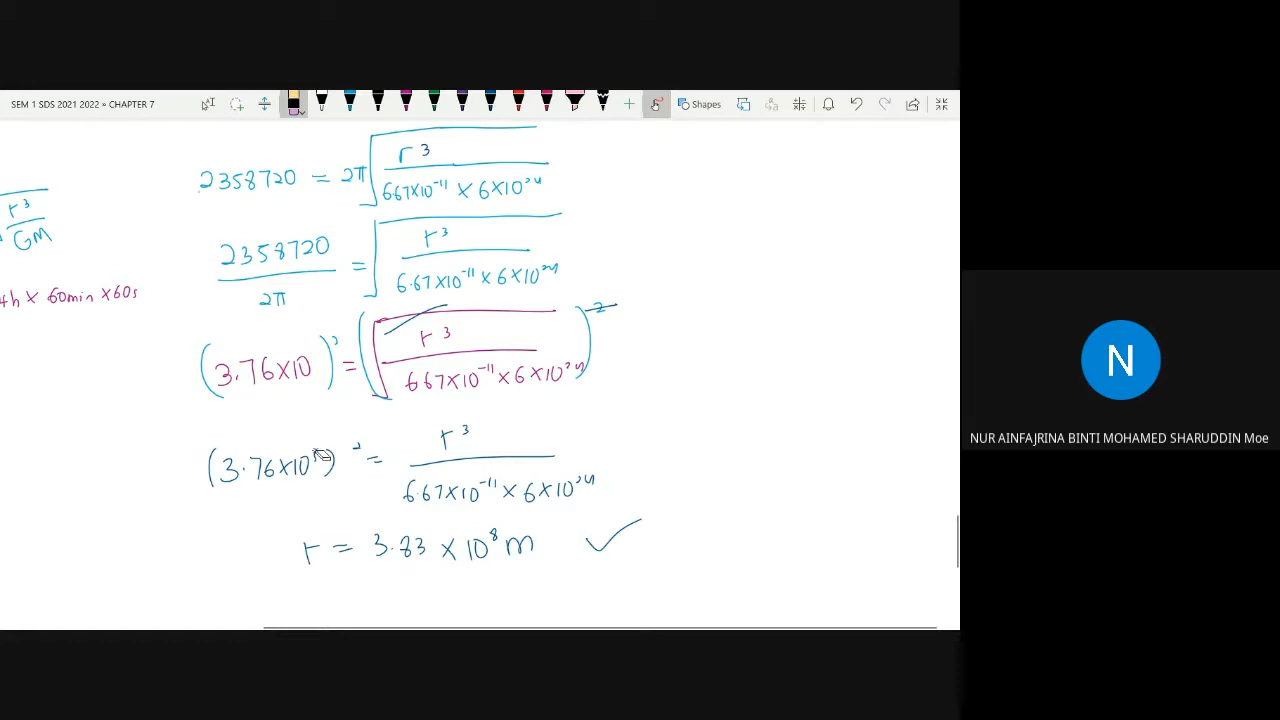 SEM 1 SDS 2021 2022 » CHAPTER 7
Shapes
2358720 = 2π √ r³ / 6.67×10⁻¹¹ × 6×10²⁴
r³
GM
2358720 / 2π = √ r³ / 6.67×10⁻¹¹ × 6×10²⁴
4h × 60min ×60s
(3.76×10 )² = (√ r³ / 6.67×10⁻¹¹ × 6×10²⁴)²
NUR AINFAJRINA BINTI MOHAMED SHARUDDIN Moe
N
(3.76×10 )² = r³ / 6.67×10⁻¹¹ × 6×10²⁴
r = 3.83 × 10⁸ m